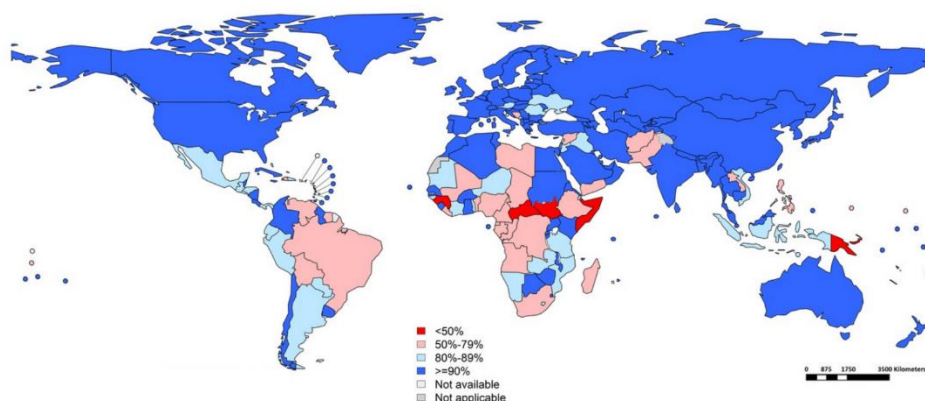 <50%
50%-79%
80%-89%
>=90%
Not available
Not applicable
0 875 1750 3500 Kilometers